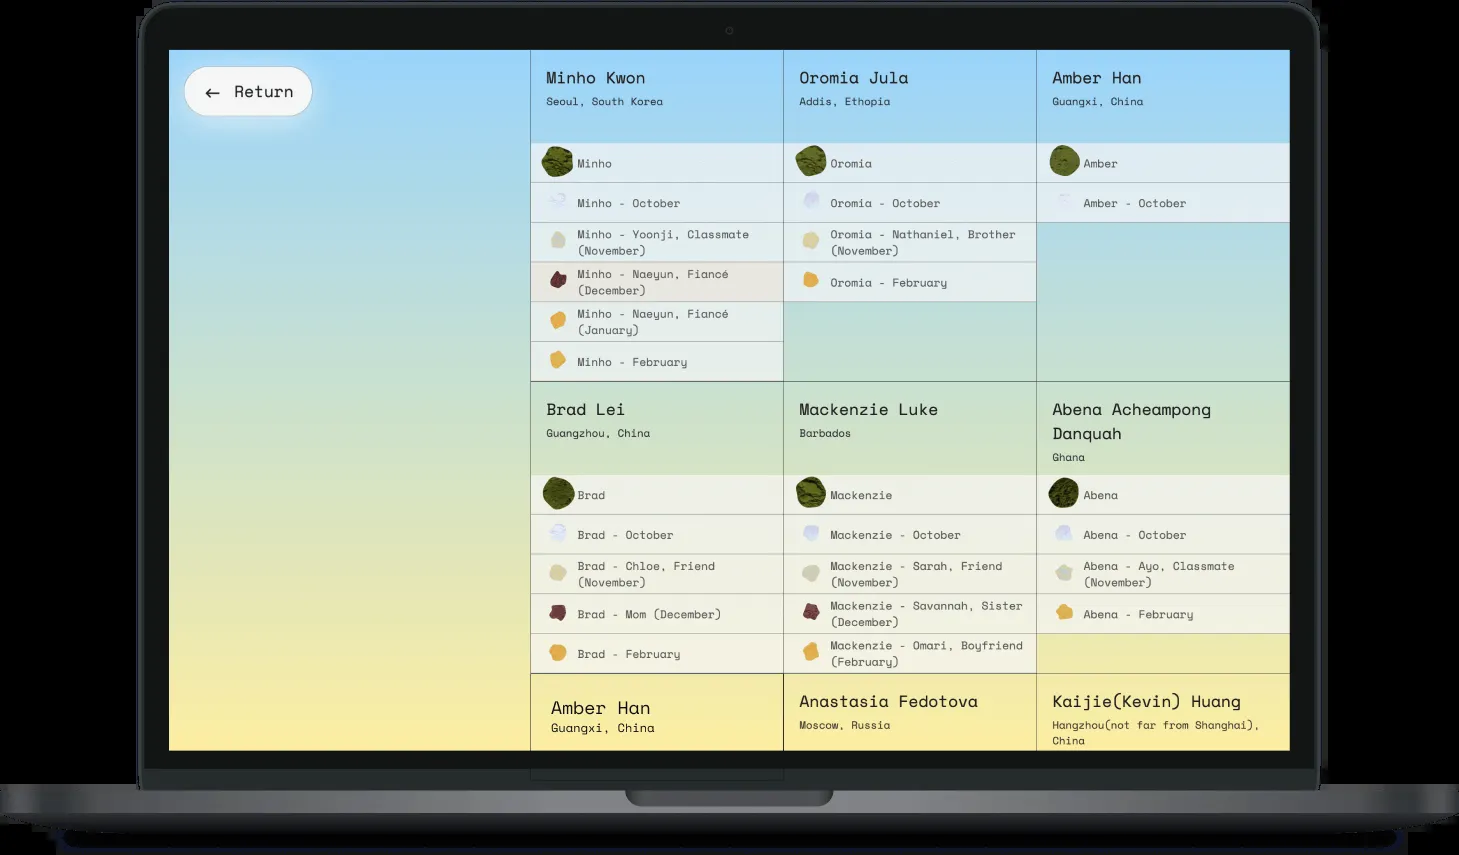 ← Return
Minho Kwon
Seoul, South Korea
Minho
Minho - October
Minho - Yoonji, Classmate
(November)
Minho - Naeyun, Fiancé
(December)
Minho - Naeyun, Fiancé
(January)
Minho - February
Oromia Jula
Addis, Ethopia
Oromia
Oromia - October
Oromia - Nathaniel, Brother
(November)
Oromia - February
Amber Han
Guangxi, China
Amber
Amber - October
Brad Lei
Guangzhou, China
Brad
Brad - October
Brad - Chloe, Friend
(November)
Brad - Mom (December)
Brad - February
Mackenzie Luke
Barbados
Mackenzie
Mackenzie - October
Mackenzie - Sarah, Friend
(November)
Mackenzie - Savannah, Sister
(December)
Mackenzie - Omari, Boyfriend
(February)
Abena Acheampong
Danquah
Ghana
Abena
Abena - October
Abena - Ayo, Classmate
(November)
Abena - February
Amber Han
Guangxi, China
Anastasia Fedotova
Moscow, Russia
Kaijie(Kevin) Huang
Hangzhou(not far from Shanghai),
China